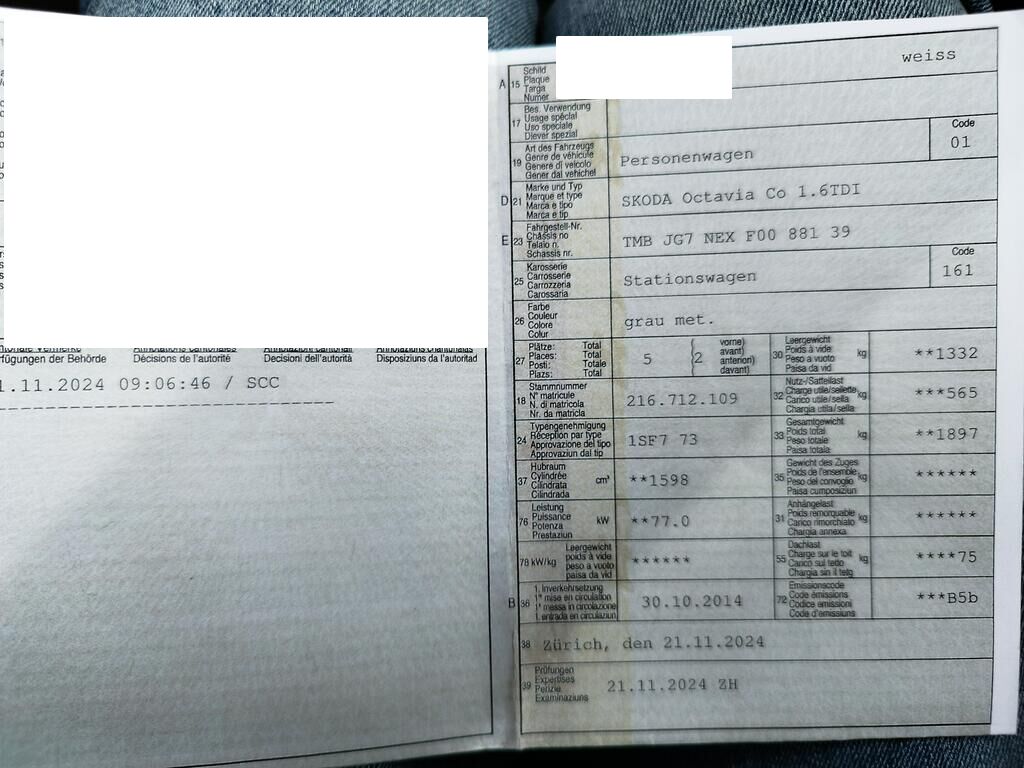 Kantonale Vermerke Annotations cantonales Annotazioni cantonali Annotaziuns chantunalas
fügungen der Behörde Décisions de l'autorité Decisioni dell'autorità Disposiziuns da l'autoritad
1.11.2024 09:06:46 / SCC
A 15 Schild
Plaque
Targa
Numer
weiss
17 Bes. Verwendung
Usage spécial
Uso speciale
Diever spezial
19 Art des Fahrzeugs
Genre de véhicule
Genere di veicolo
Gener dal vehichel
Personenwagen
Code
01
D 21 Marke und Typ
Marque et type
Marca e tipo
Marca e tip
SKODA Octavia Co 1.6TDI
E 23 Fahrgestell-Nr.
Châssis no
Telaio n.
Schassis nr.
TMB JG7 NEX F00 881 39
25 Karosserie
Carrosserie
Carrozzeria
Carossaria
Stationswagen
Code
161
26 Farbe
Couleur
Colore
Colur
grau met.
27 Plätze: Total
Places: Total
Posti: Totale
Plazs: Total
5
2
vorne)
avant)
anterion)
davant)
30 Leergewicht
Poids à vide
Peso a vuoto
Paisa da vid
kg
**1332
18 Stammnummer
N° matricule
N. di matricola
Nr. da matricla
216.712.109
32 Nutz-/Sattellast
Charge utile/sellette
Carico utile/sella
Chargia utila/sella
kg
***565
24 Typengenehmigung
Réception par type
Approvazione del tipo
Approvaziun dal tip
1SF7 73
33 Gesamtgewicht
Poids total
Peso totale
Paisa totala
kg
**1897
37 Hubraum
Cylindrée
Cilindrata
Cilindrada
cm³
**1598
35 Gewicht des Zuges
Poids de l'ensemble
Peso del convoglio
Paisa cumposiziun
kg
******
76 Leistung
Puissance
Potenza
Prestaziun
kW
**77.0
31 Anhängelast
Poids remorquable
Carico rimorchiato
Chargia annexa
kg
******
78 kW/kg Leergewicht
poids à vide
peso a vuoto
paisa da vid
******
55 Dachlast
Charge sur le toit
Carico sul tetto
Chargia sin il tetg
kg
****75
B 36 1. Inverkehrsetzung
1re mise en circulation
1a messa in circolazione
1. entrada en circulaziun
30.10.2014
72 Emissionscode
Code émissions
Codice emissioni
Code d'emissiuns
***B5b
38 Zürich, den 21.11.2024
39 Prüfungen
Expertises
Perizie
Examinaziuns
21.11.2024 ZH